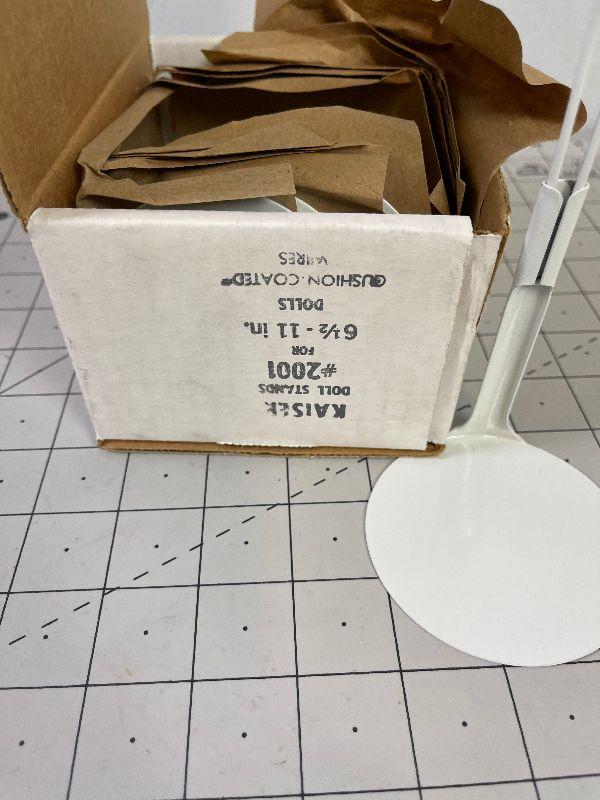 KAISER
DOLL STANDS
#2001
FOR
6½ - 11 in.
DOLLS
CUSHION-COATED®
WIRES